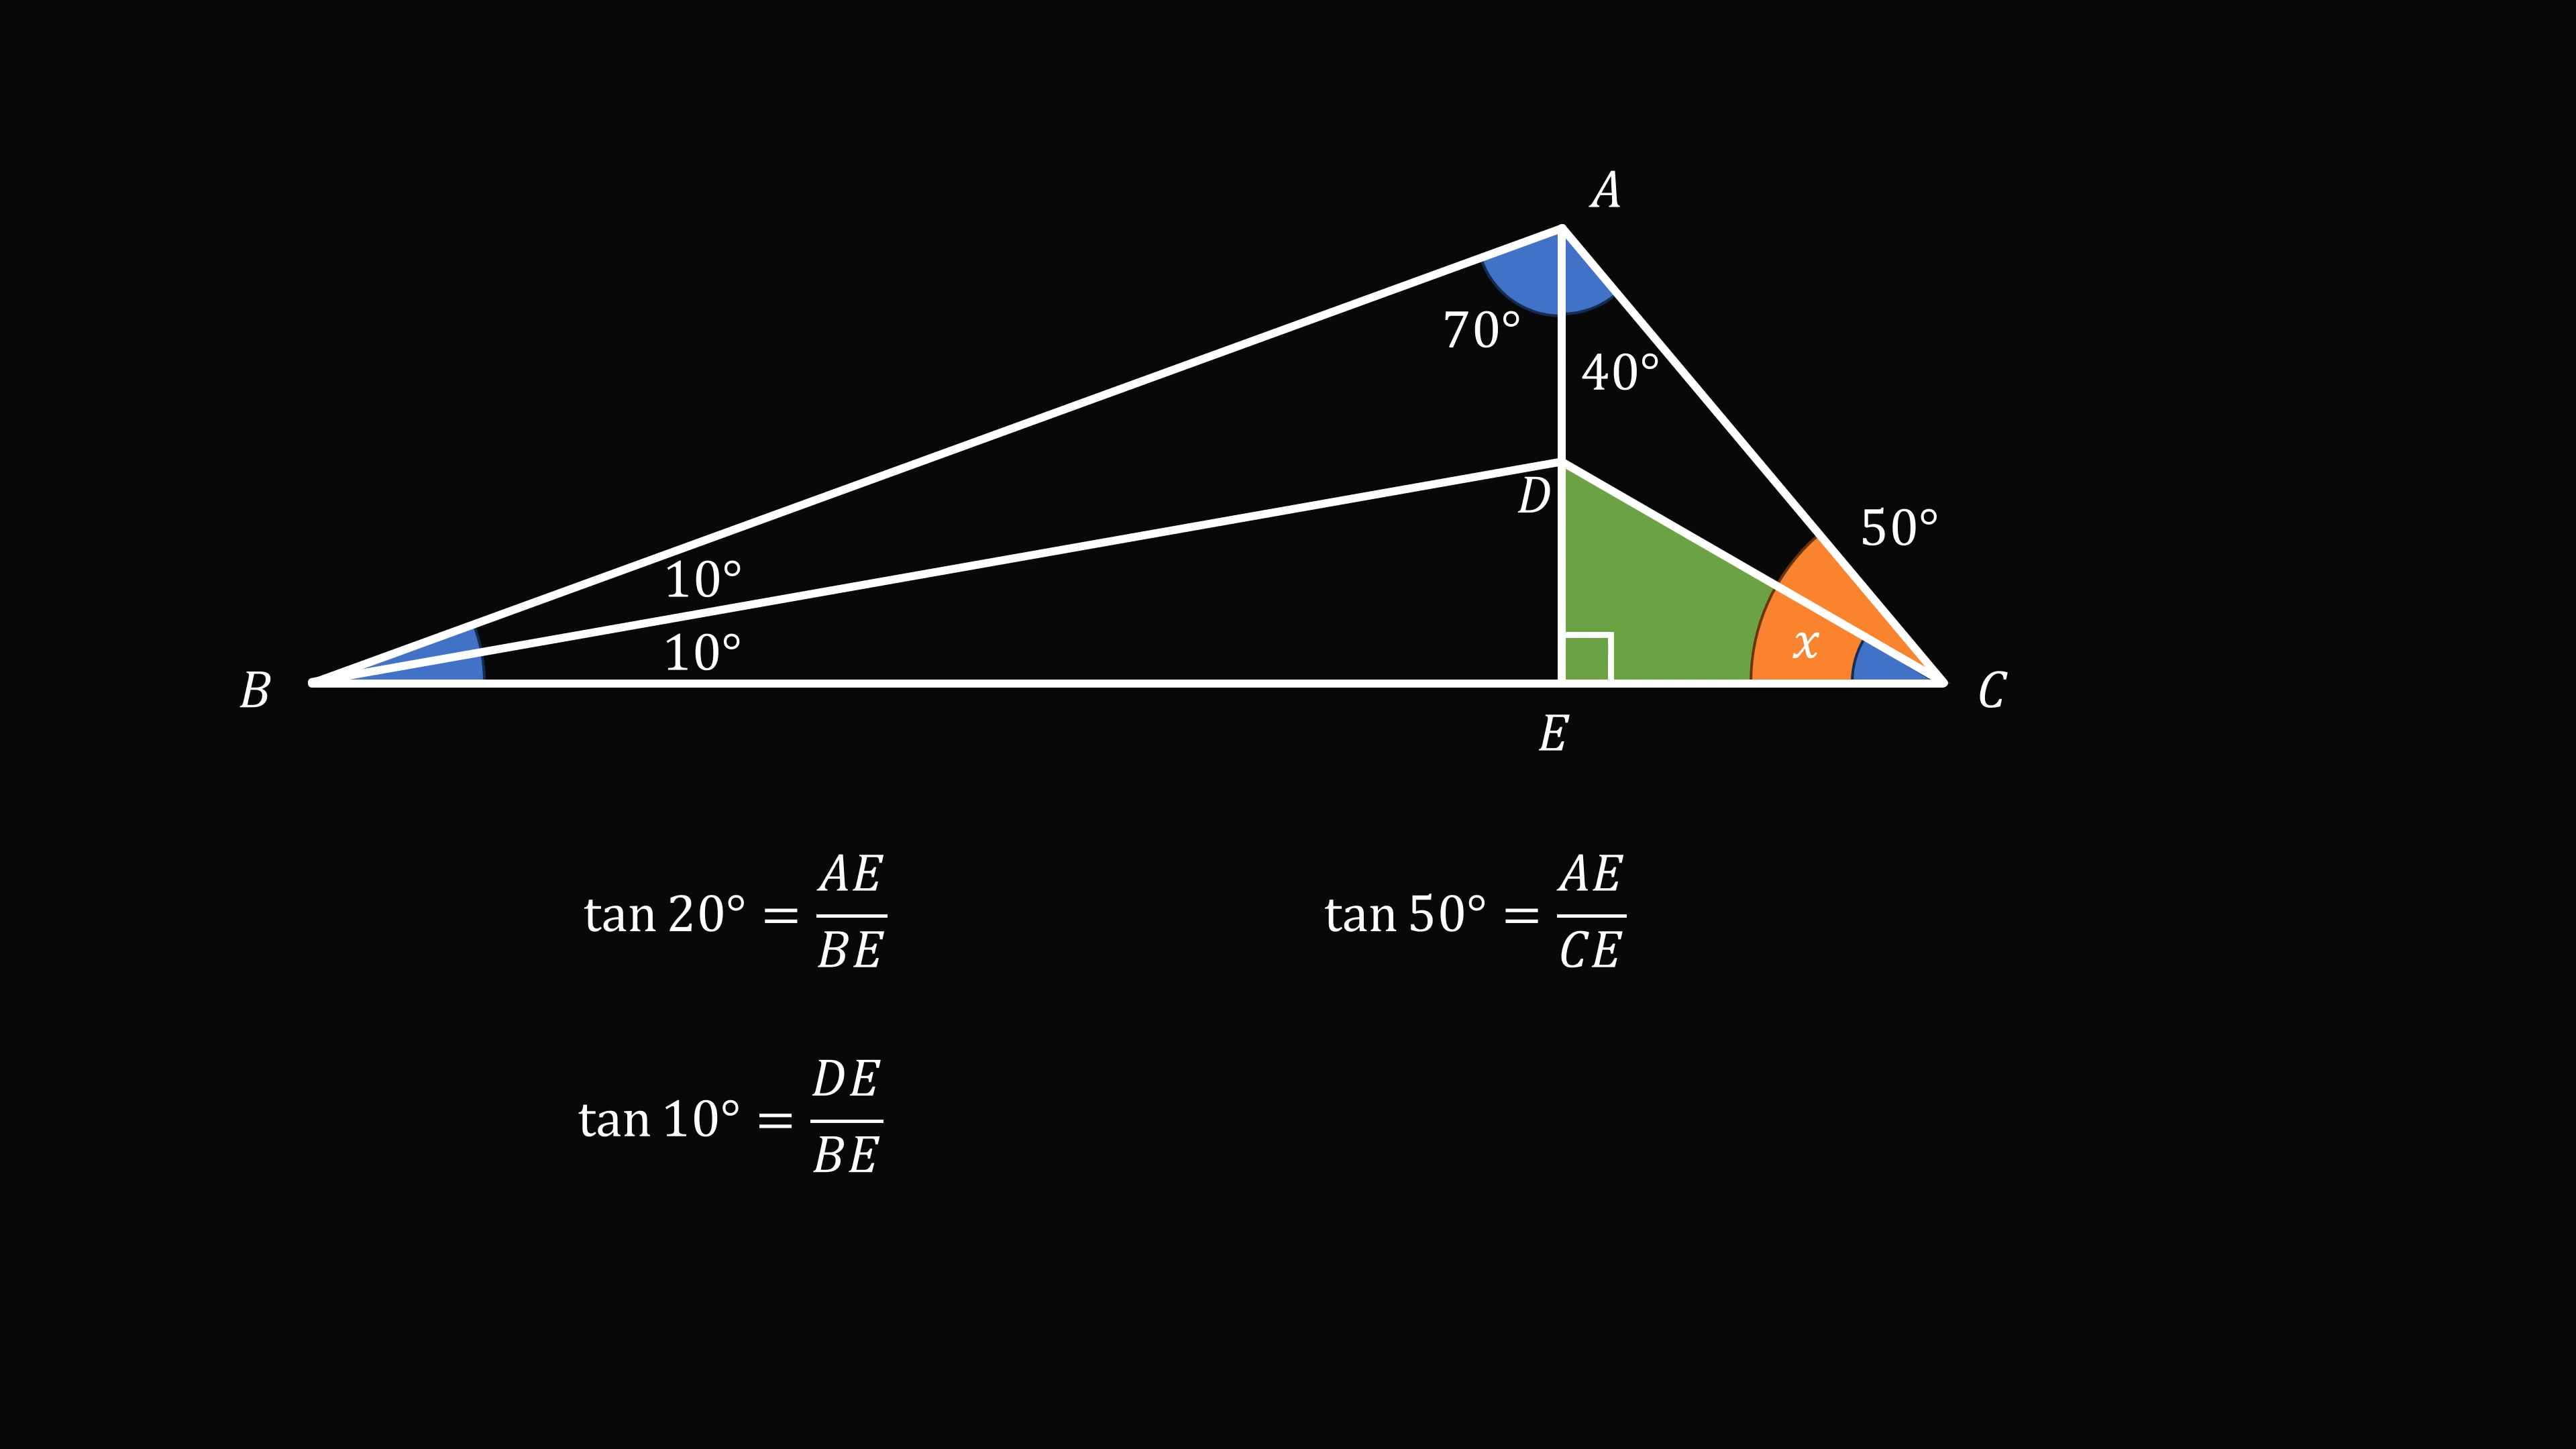 A
70°
40°
D
50°
10°
10°
x
B
C
E
tan 20° = AE/BE
tan 50° = AE/CE
tan 10° = DE/BE